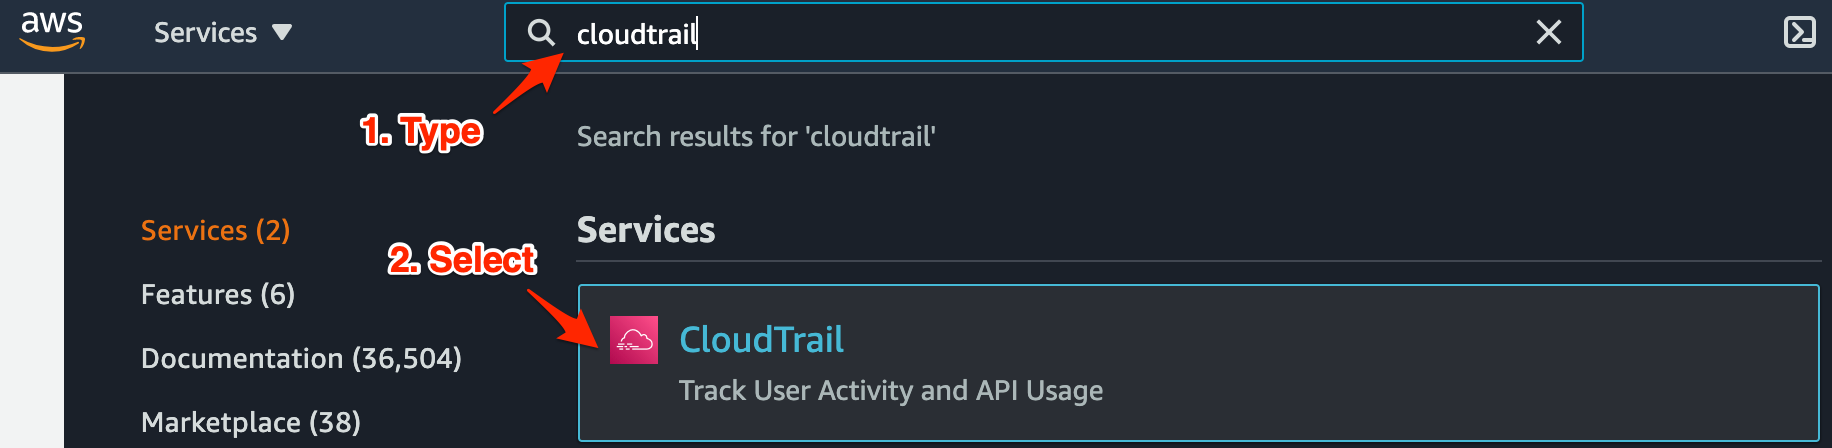 aws
Services
cloudtrail
1. Type
Search results for 'cloudtrail'
Services (2)
Features (6)
Documentation (36,504)
Marketplace (38)
Services
2. Select
CloudTrail
Track User Activity and API Usage